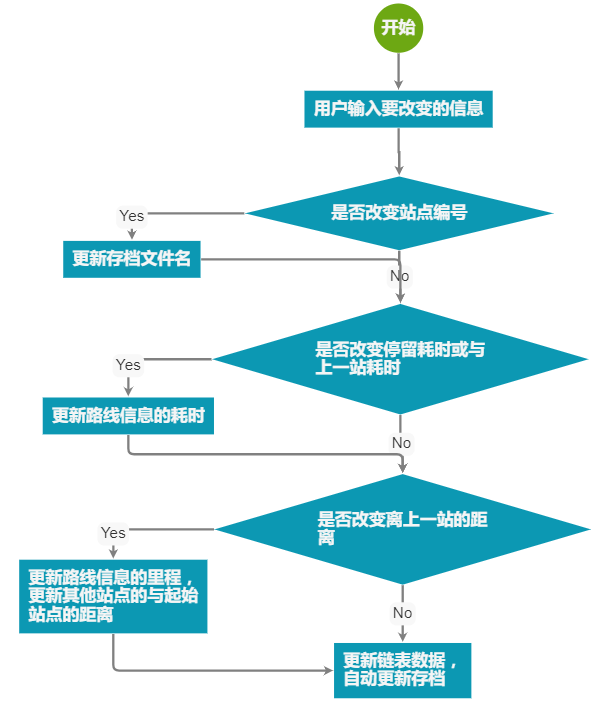 开始
用户输入要改变的信息
是否改变站点编号
Yes
更新存档文件名
No
是否改变停留耗时或与
上一站耗时
Yes
更新路线信息的耗时
No
是否改变离上一站的距
离
Yes
更新路线信息的里程，
更新其他站点的与起始
站点的距离
No
更新链表数据，
自动更新存档